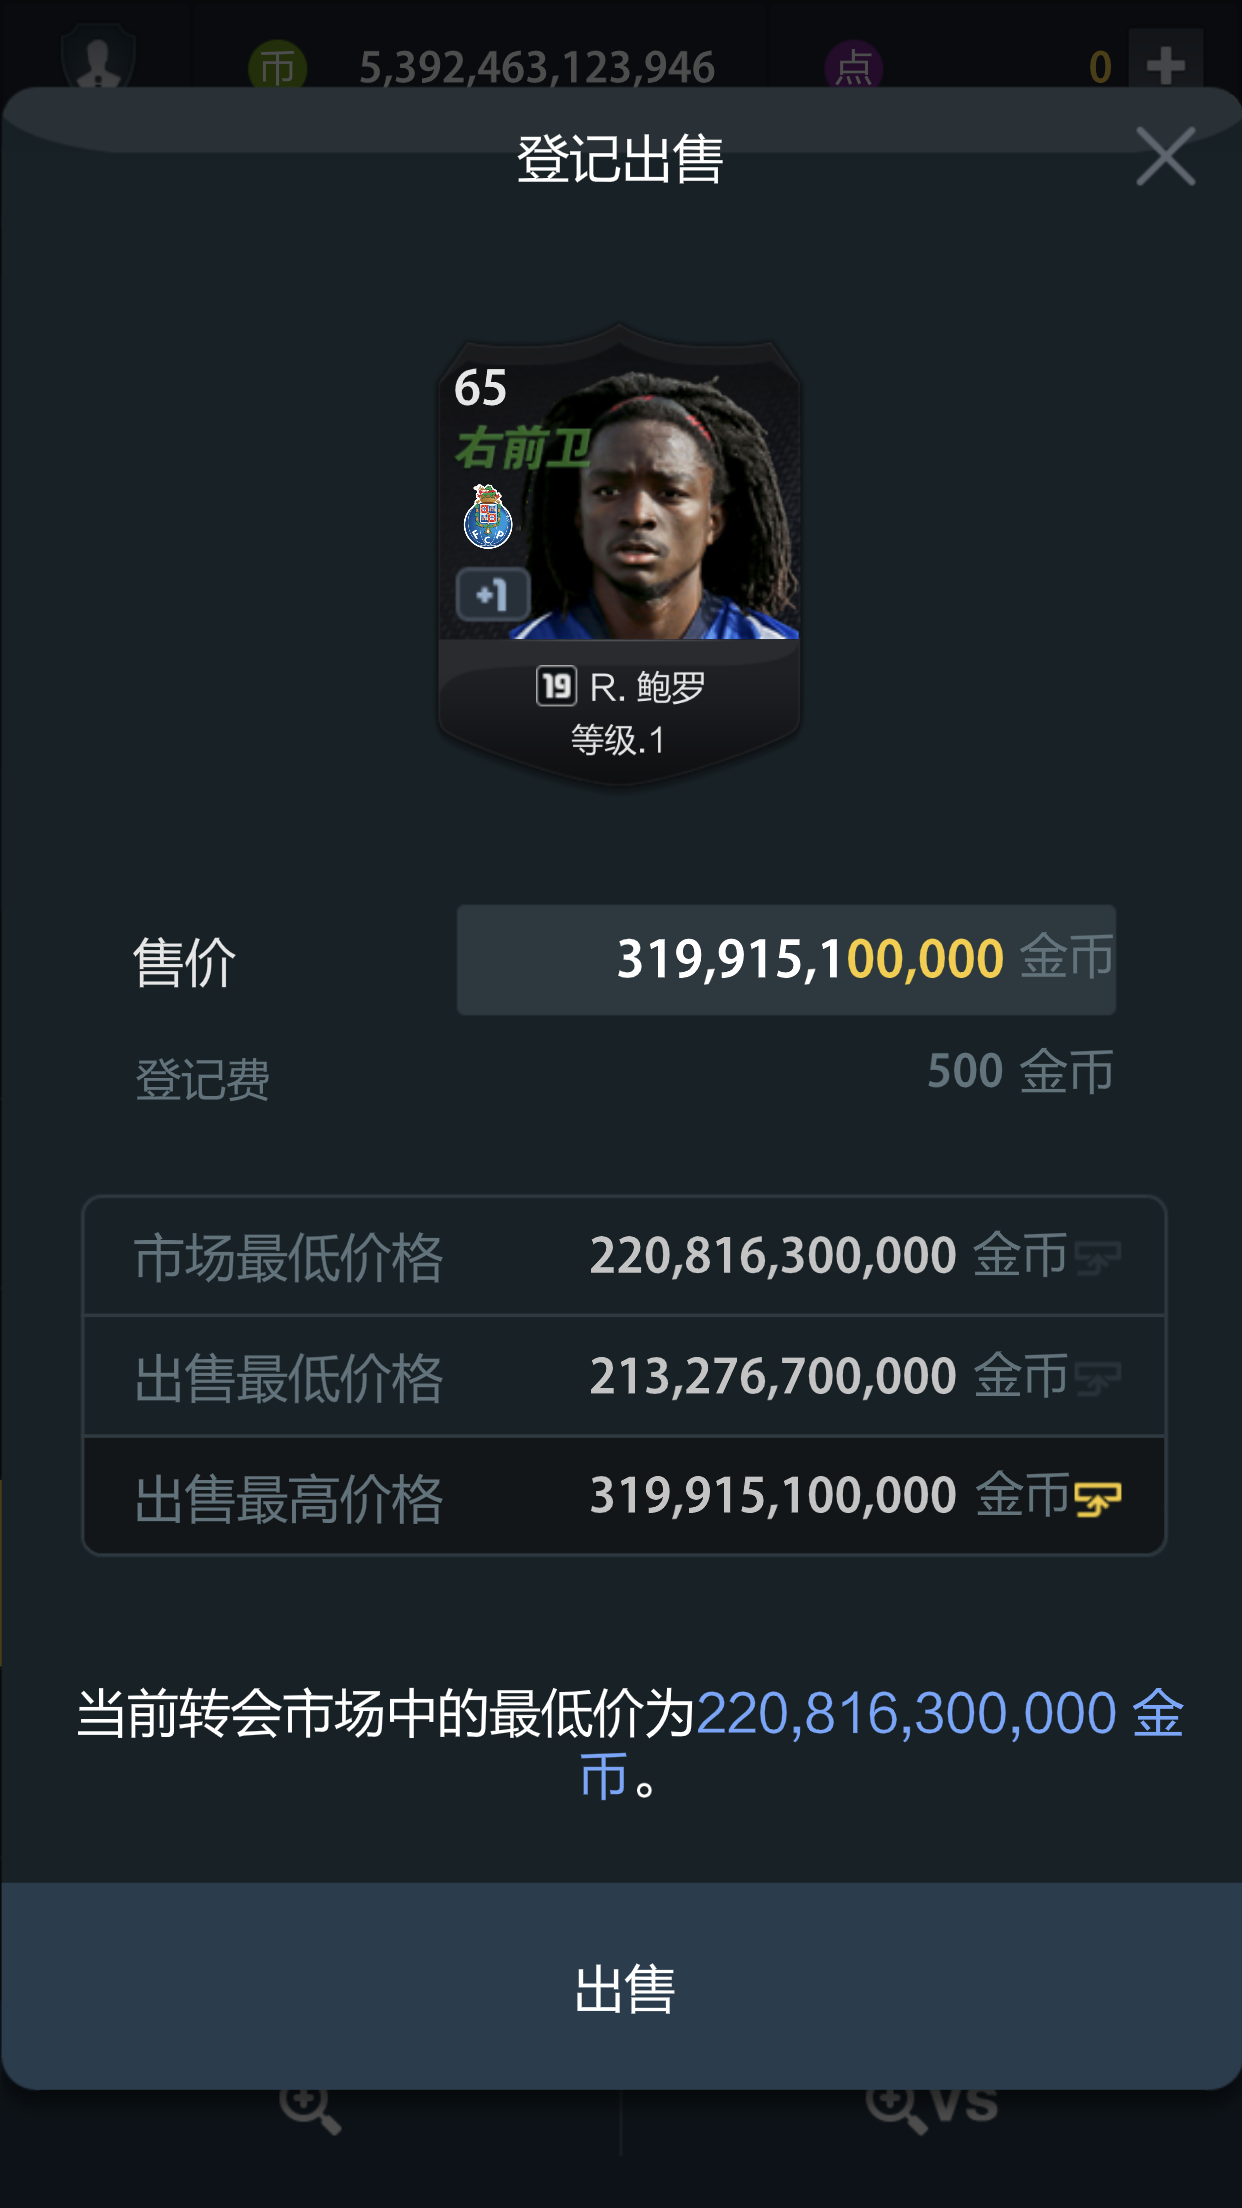 币 5,392,463,123,946 点 0
登记出售
65
右前卫
FCP
+1
19 R. 鲍罗
等级.1
售价 319,915,100,000 金币
登记费 500 金币
市场最低价格 220,816,300,000 金币
出售最低价格 213,276,700,000 金币
出售最高价格 319,915,100,000 金币
当前转会市场中的最低价为220,816,300,000 金
币。
出售
VS